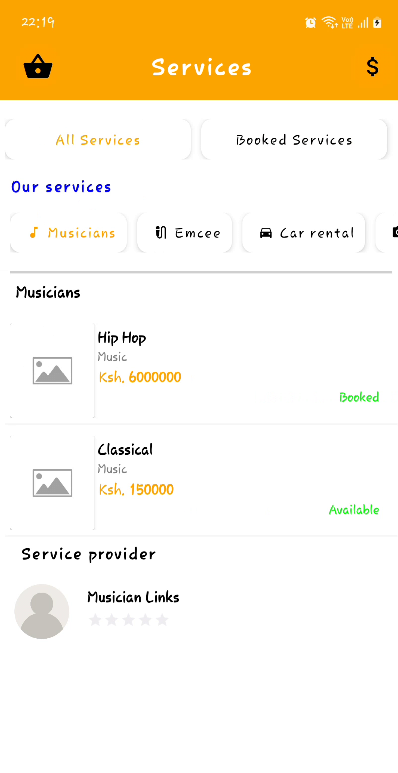 22:19
Services
$
All Services
Booked Services
Our services
Musicians
Emcee
Car rental
Musicians
Hip Hop
Music
Ksh. 6000000
Booked
Classical
Music
Ksh. 150000
Available
Service provider
Musician Links